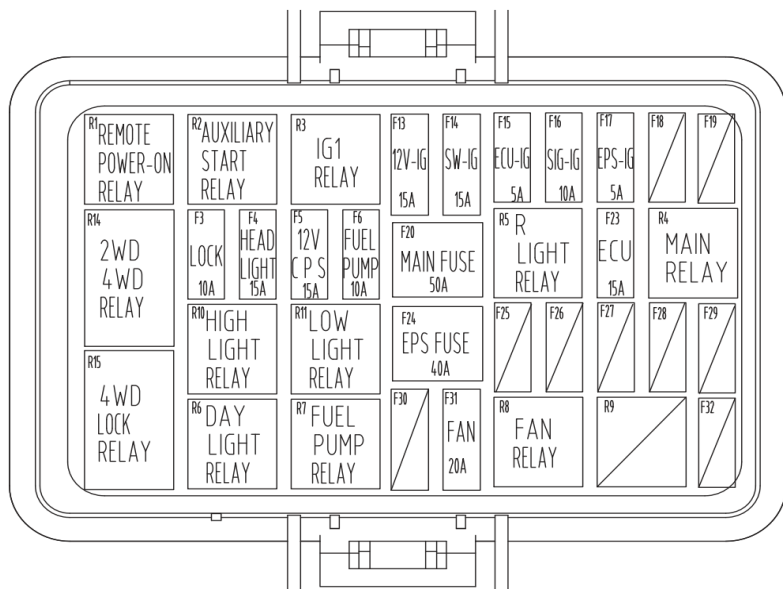 R1 REMOTE
POWER-ON
RELAY
R2 AUXILIARY
START
RELAY
R3
IG1
RELAY
F13
12V-IG
15A
F14
SW-IG
15A
F15
ECU-IG
5A
F16
SIG-IG
10A
F17
EPS-IG
5A
F18
F19
R14
2WD
4WD
RELAY
F3
LOCK
10A
F4
HEAD
LIGHT
15A
F5
12V
CPS
15A
F6
FUEL
PUMP
10A
F20
MAIN FUSE
50A
R5 R
LIGHT
RELAY
F23
ECU
15A
R4
MAIN
RELAY
R10 HIGH
LIGHT
RELAY
R11 LOW
LIGHT
RELAY
F24
EPS FUSE
40A
F25
F26
F27
F28
F29
R15
4WD
LOCK
RELAY
R6 DAY
LIGHT
RELAY
R7 FUEL
PUMP
RELAY
F30
F31
FAN
20A
R8
FAN
RELAY
R9
F32